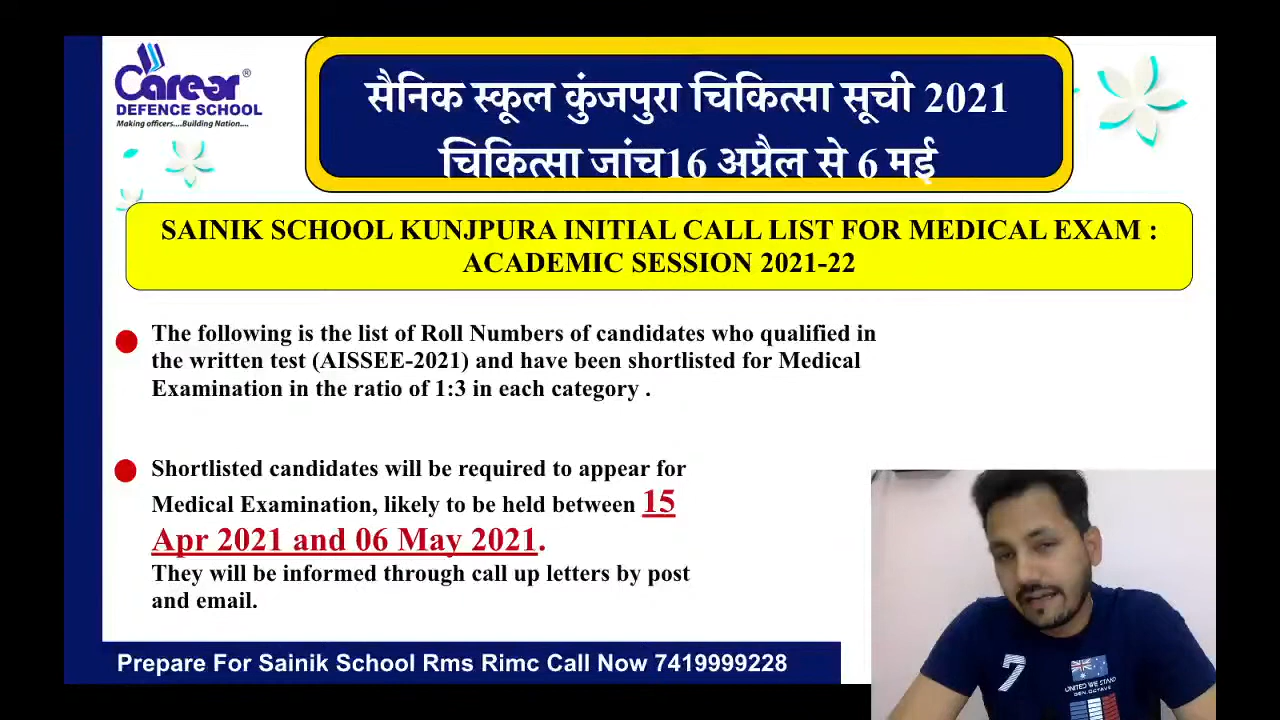 Career®
DEFENCE SCHOOL
Making officers....Building Nation....
सैनिक स्कूल कुंजपुरा चिकित्सा सूची 2021
चिकित्सा जांच16 अप्रैल से 6 मई
SAINIK SCHOOL KUNJPURA INITIAL CALL LIST FOR MEDICAL EXAM :
ACADEMIC SESSION 2021-22
The following is the list of Roll Numbers of candidates who qualified in
the written test (AISSEE-2021) and have been shortlisted for Medical
Examination in the ratio of 1:3 in each category .
Shortlisted candidates will be required to appear for
Medical Examination, likely to be held between 15
Apr 2021 and 06 May 2021.
They will be informed through call up letters by post
and email.
7
UNITED WE STAND
Prepare For Sainik School Rms Rimc Call Now 7419999228